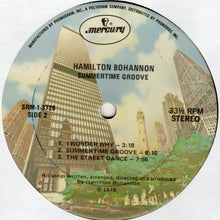 MANUFACTURED BY PHONOGRAM, INC., A POLYGRAM COMPANY. DISTRIBUTED BY
mercury
HAMILTON BOHANNON
SUMMERTIME GROOVE
SRM-1-3728
SIDE 2
33⅓ RPM
STEREO
1. I WONDER WHY — 3:18
2. SUMMERTIME GROOVE — 8:10
3. THE STREET DANCE — 7:55
All songs written, arranged, directed and produced
by Hamilton Bohannon
℗ 1978